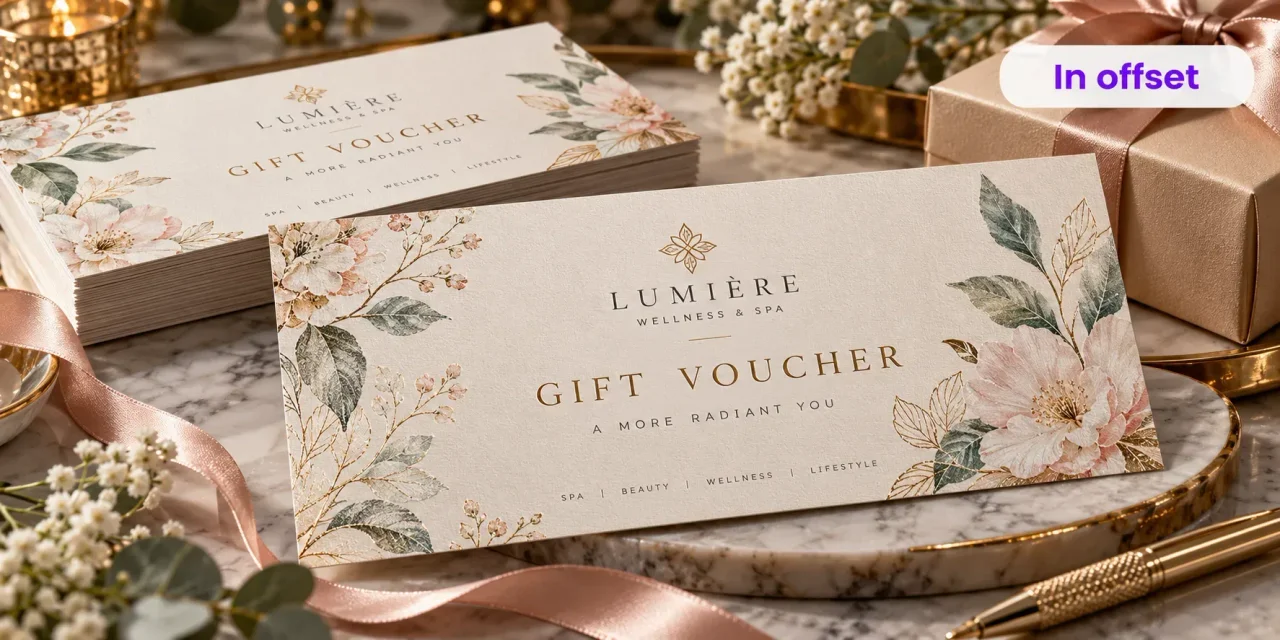 In offset
LUMIÈRE
WELLNESS & SPA
GIFT VOUCHER
A MORE RADIANT YOU
SPA | BEAUTY | WELLNESS | LIFESTYLE
LUMIÈRE
WELLNESS & SPA
GIFT VOUCHER
A MORE RADIANT YOU
SPA | BEAUTY | WELLNESS | LIFESTYLE